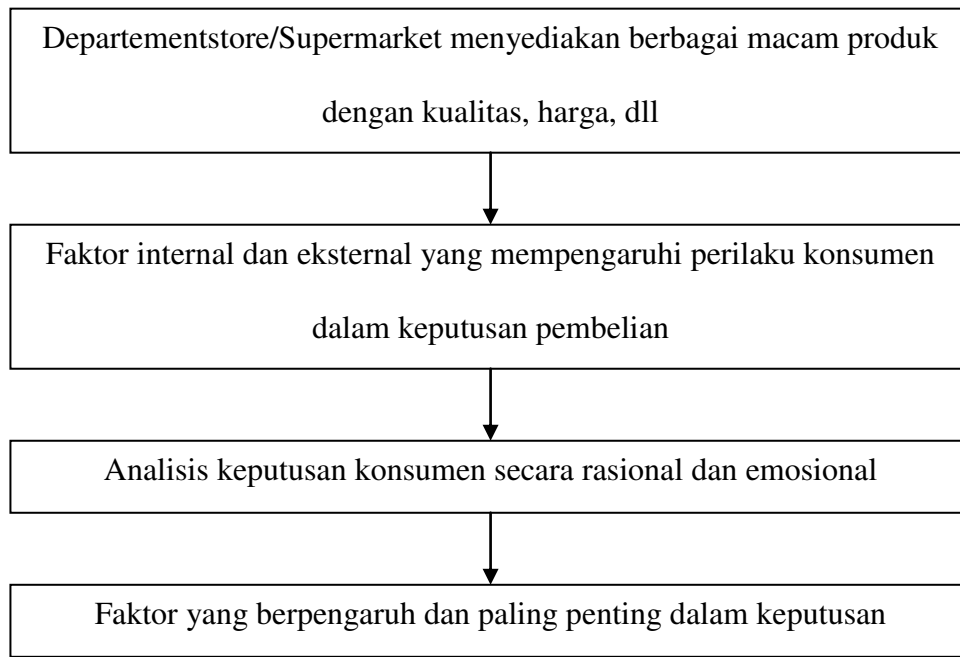 Departementstore/Supermarket menyediakan berbagai macam produk
dengan kualitas, harga, dll
Faktor internal dan eksternal yang mempengaruhi perilaku konsumen
dalam keputusan pembelian
Analisis keputusan konsumen secara rasional dan emosional
Faktor yang berpengaruh dan paling penting dalam keputusan